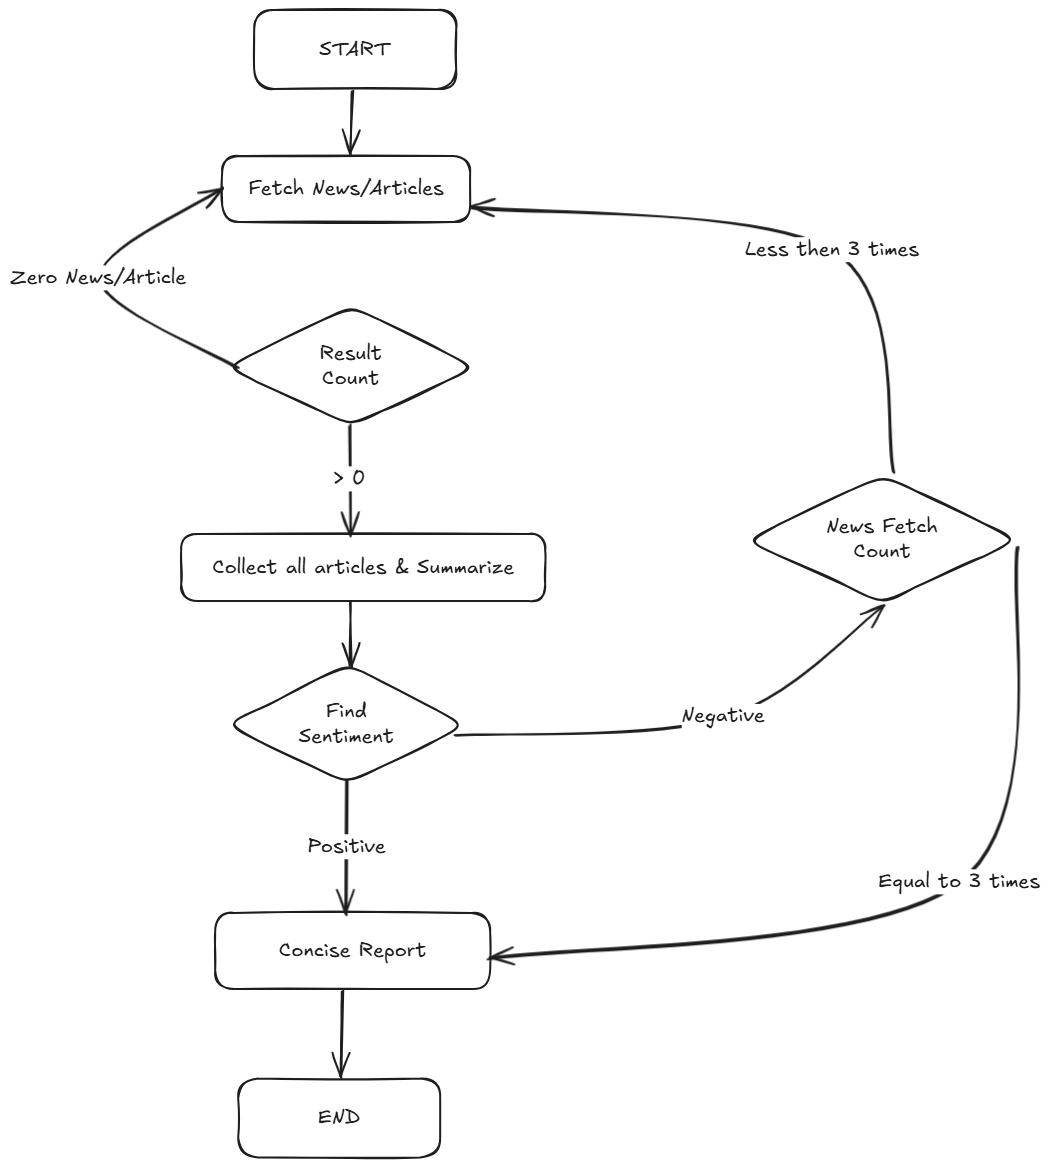 START
Fetch News/Articles
Less then 3 times
Zero News/Article
Result
Count
> 0
News Fetch
Count
Collect all articles & Summarize
Find
Sentiment
Negative
Positive
Equal to 3 times
Concise Report
END